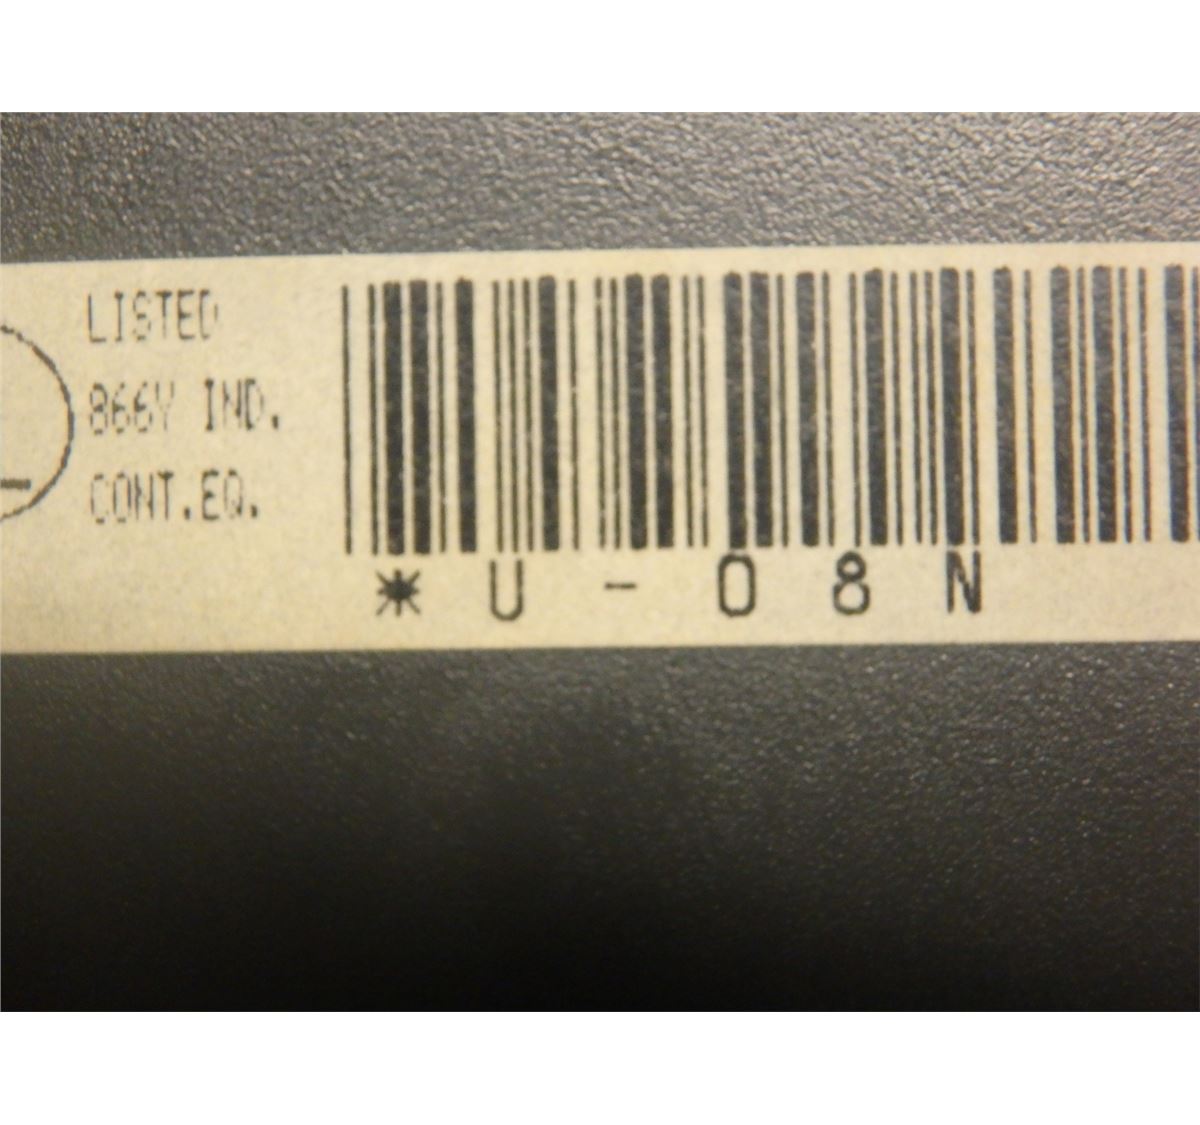 LISTED
866Y IND.
CONT.EQ.
*U-08N